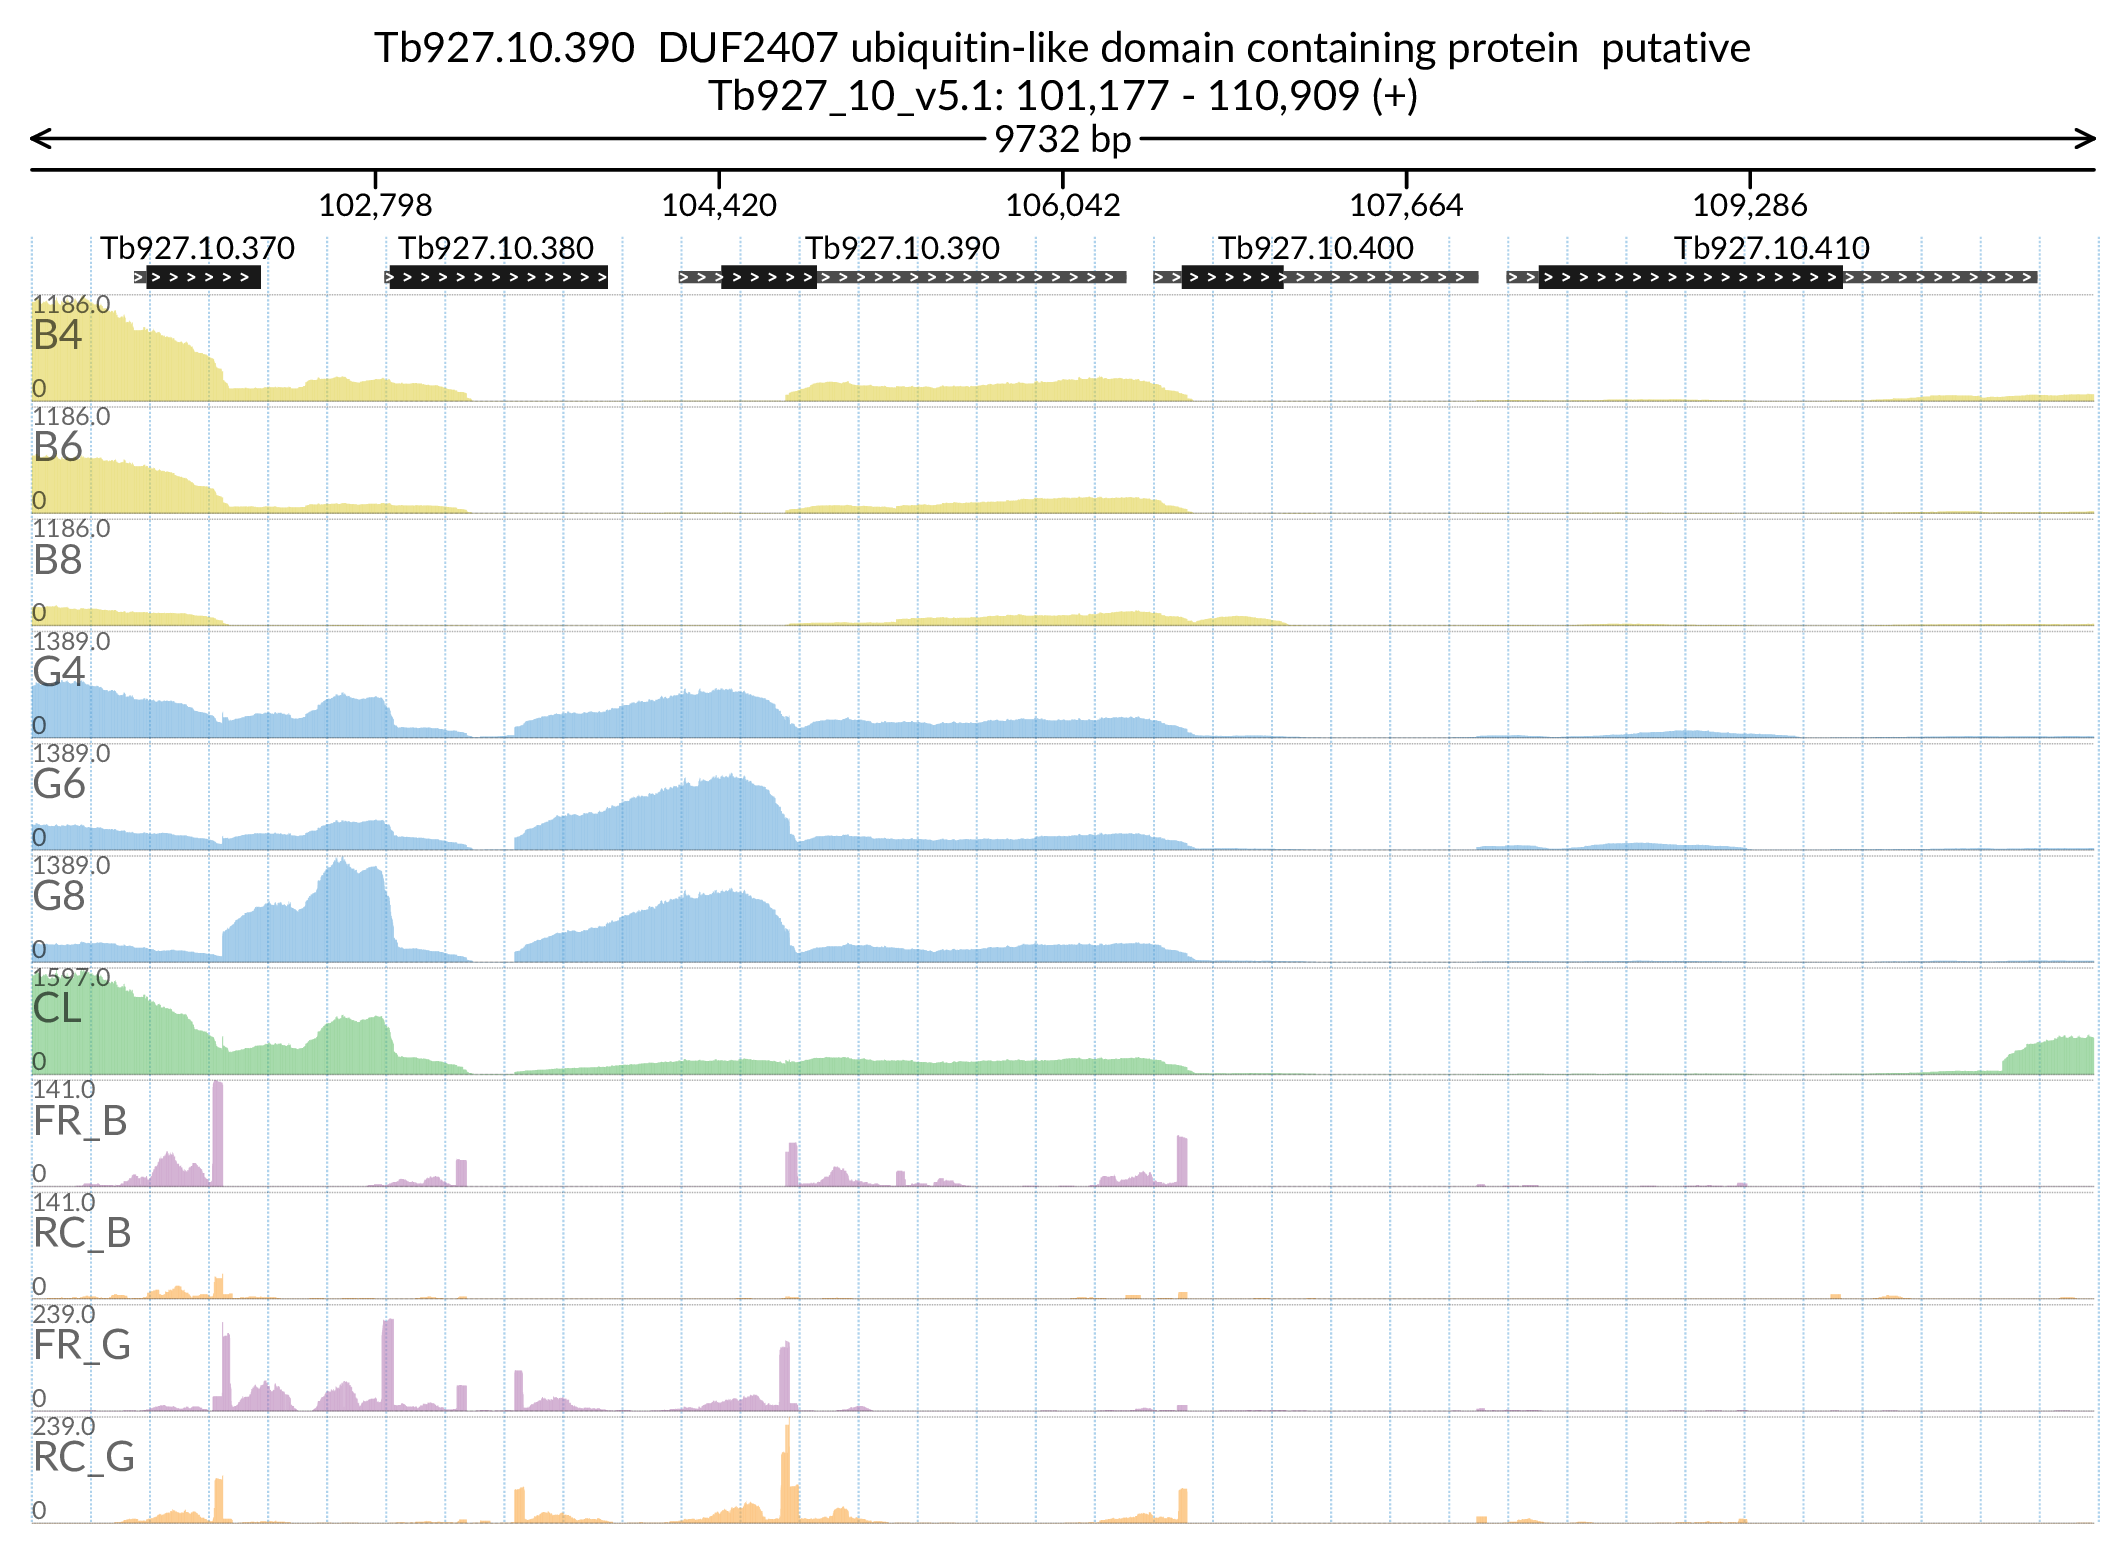 Tb927.10.390  DUF2407 ubiquitin-like domain containing protein  putative
Tb927_10_v5.1: 101,177 - 110,909 (+)
9732 bp
102,798 104,420 106,042 107,664 109,286
Tb927.10.370 Tb927.10.380 Tb927.10.390 Tb927.10.400 Tb927.10.410
1186.0
B4
0
1186.0
B6
0
1186.0
B8
0
1389.0
G4
0
1389.0
G6
0
1389.0
G8
0
1597.0
CL
0
141.0
FR_B
0
141.0
RC_B
0
239.0
FR_G
0
239.0
RC_G
0